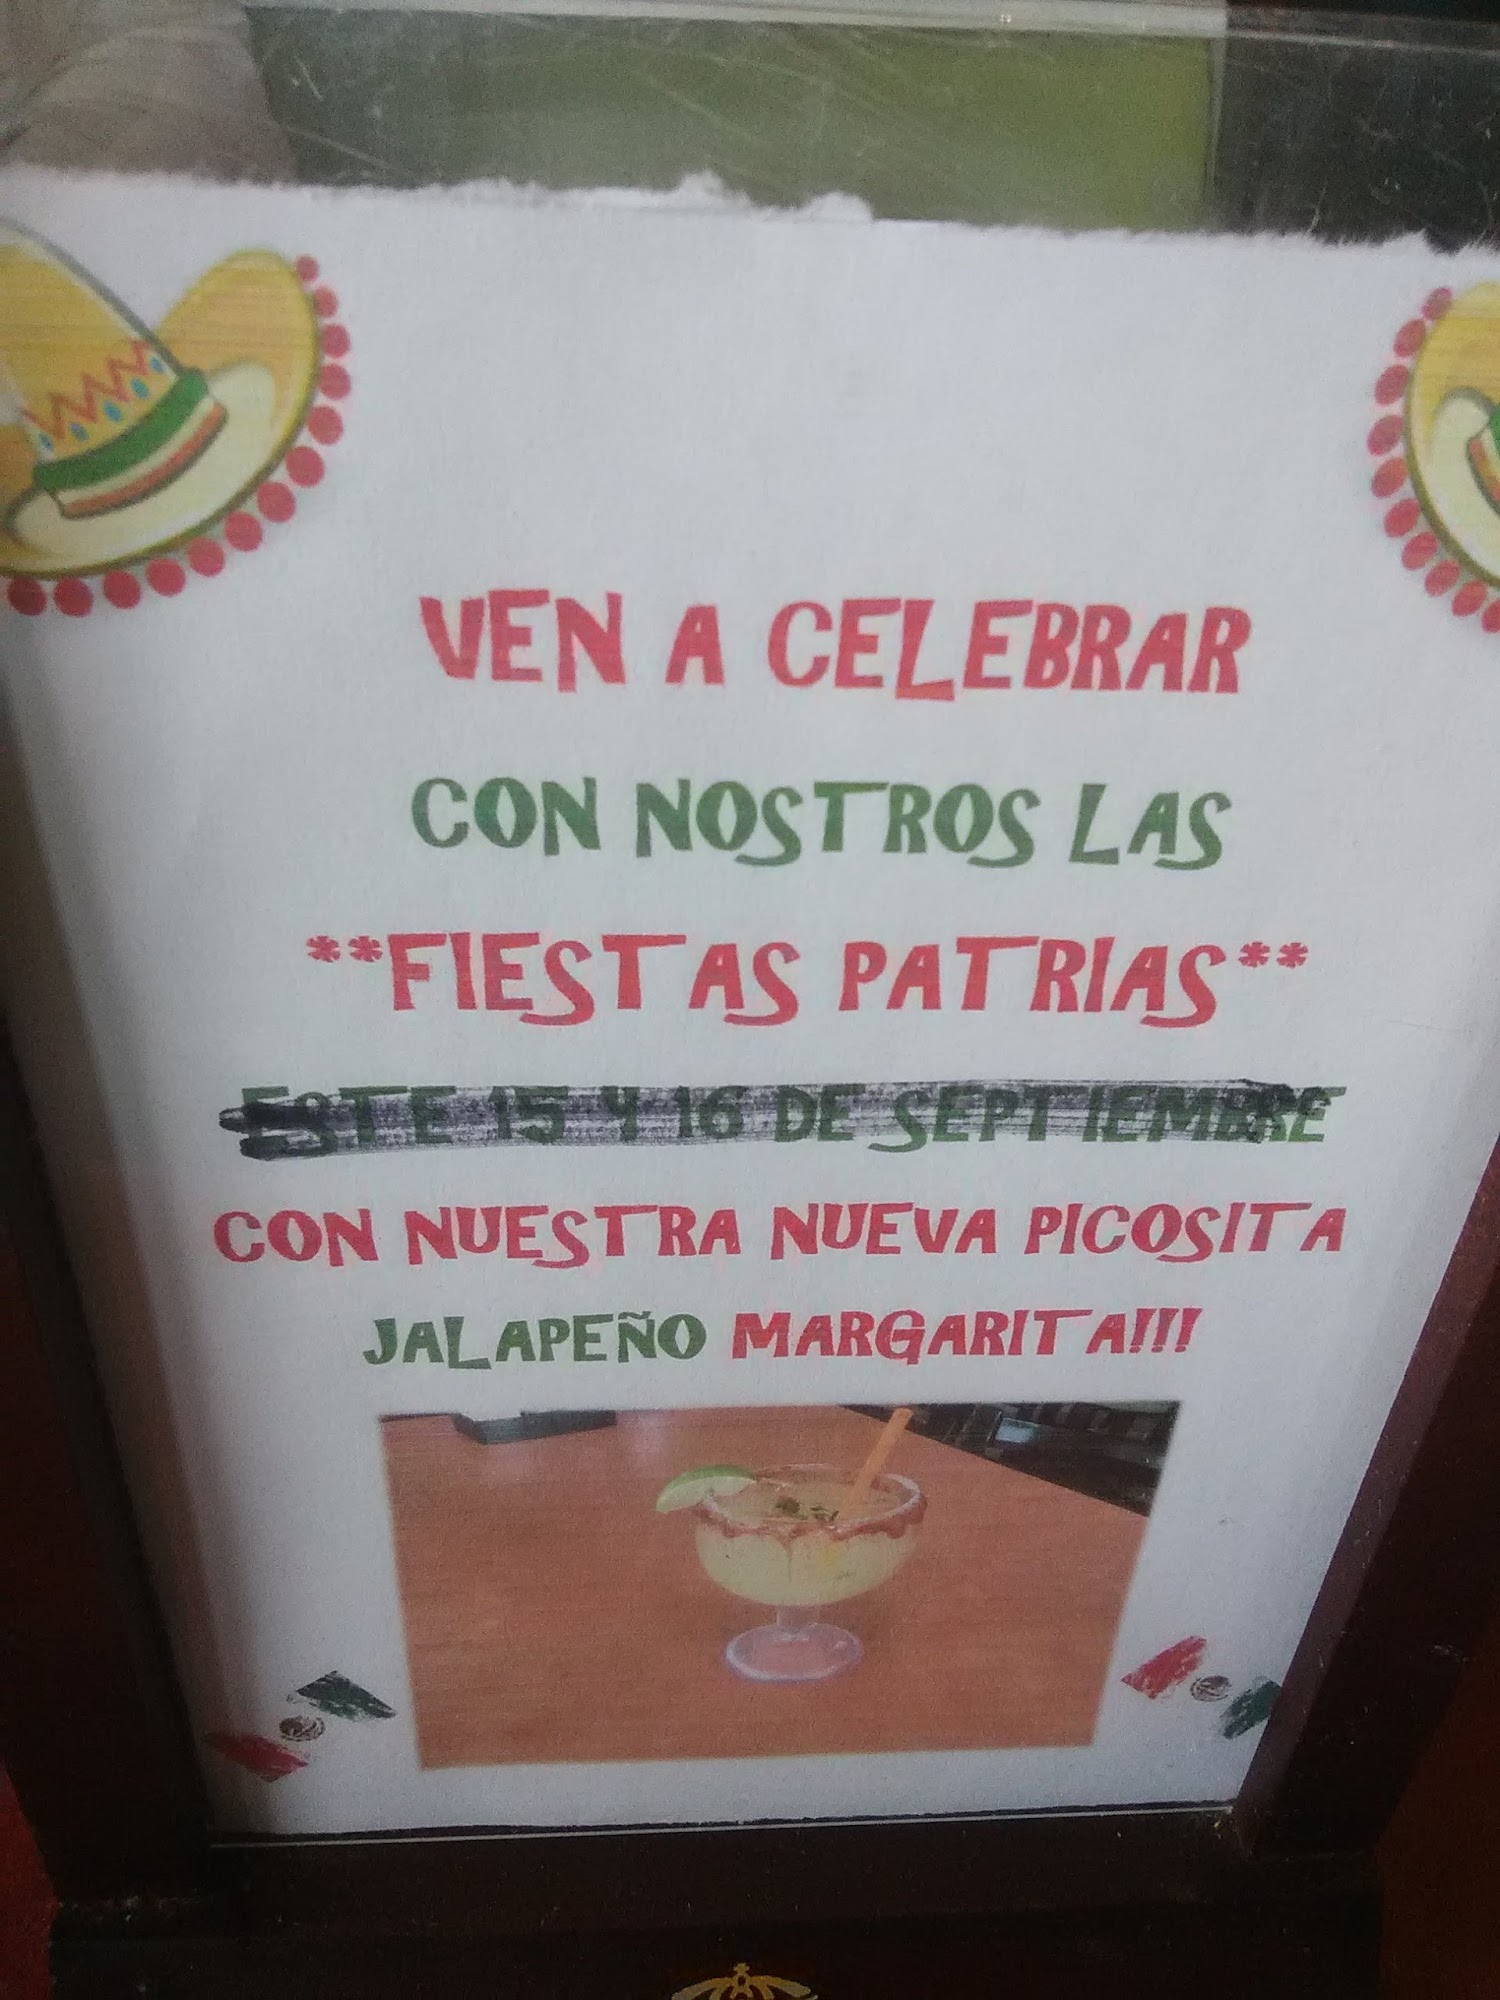 VEN A CELEBRAR
CON NOSTROS LAS
**FIESTAS PATRIAS**
ESTE 15 Y 16 DE SEPTIEMBRE
CON NUESTRA NUEVA PICOSITA
JALAPEÑO MARGARITA!!!